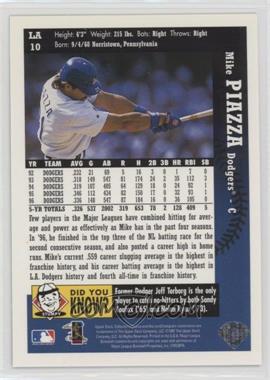 LA
10
Height: 6'3" Weight: 215 lbs. Bats: Right Throws: Right
Born: 9/4/68 Norristown, Pennsylvania
Mike PIAZZA Dodgers • C
PIAZZA
YR TEAM AVG G AB R H 2B 3B HR RBI SB
92 DODGERS .232 21 69 5 16 3 0 1 7 0
93 DODGERS .318 149 547 81 174 24 2 35 112 3
94 DODGERS .319 107 405 64 129 18 0 24 92 1
95 DODGERS .346 112 434 82 150 17 0 32 93 1
96 DODGERS .336 148 547 87 184 16 0 36 105 0
5-YR TOTALS .326 537 2002 319 653 78 2 128 409 5
Few players in the Major Leagues have combined hitting for average and power as effectively as Mike has in the past four seasons. In '96, he finished in the top three of the NL batting race for the second consecutive season, and also posted a career high in home runs. Mike's current .559 career slugging average is the highest in franchise history, and his career batting average is the highest in L.A. Dodgers history and fourth all-time in franchise history.
DID YOU KNOW?
STUMPY
Former Dodger Jeff Torborg is the only player to catch no-hitters by both Sandy